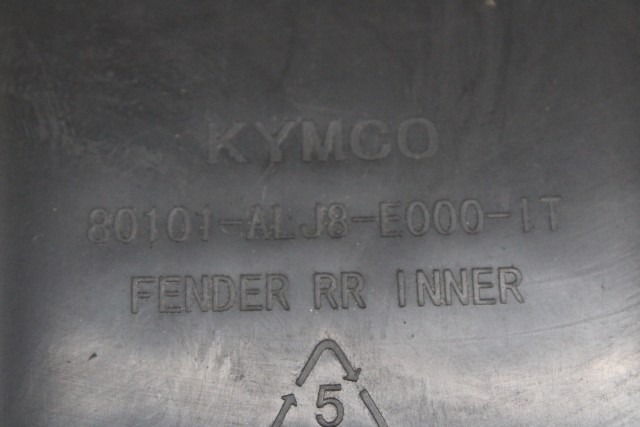 KYMCO
80101-ALJ8-E000-1T
FENDER RR INNER
5